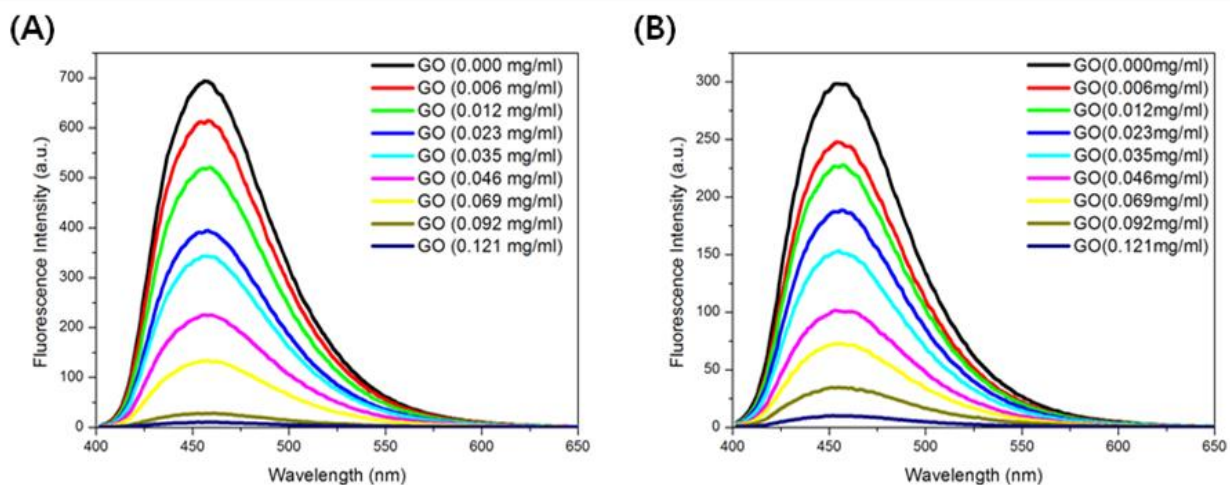 (A)
GO (0.000 mg/ml)
GO (0.006 mg/ml)
GO (0.012 mg/ml)
GO (0.023 mg/ml)
GO (0.035 mg/ml)
GO (0.046 mg/ml)
GO (0.069 mg/ml)
GO (0.092 mg/ml)
GO (0.121 mg/ml)
Fluorescence Intensity (a.u.)
700
600
500
400
300
200
100
0
400 450 500 550 600 650
Wavelength (nm)
(B)
GO(0.000mg/ml)
GO(0.006mg/ml)
GO(0.012mg/ml)
GO(0.023mg/ml)
GO(0.035mg/ml)
GO(0.046mg/ml)
GO(0.069mg/ml)
GO(0.092mg/ml)
GO(0.121mg/ml)
Fluorescence Intensity (a.u.)
300
250
200
150
100
50
0
400 450 500 550 600 650
Wavelength (nm)